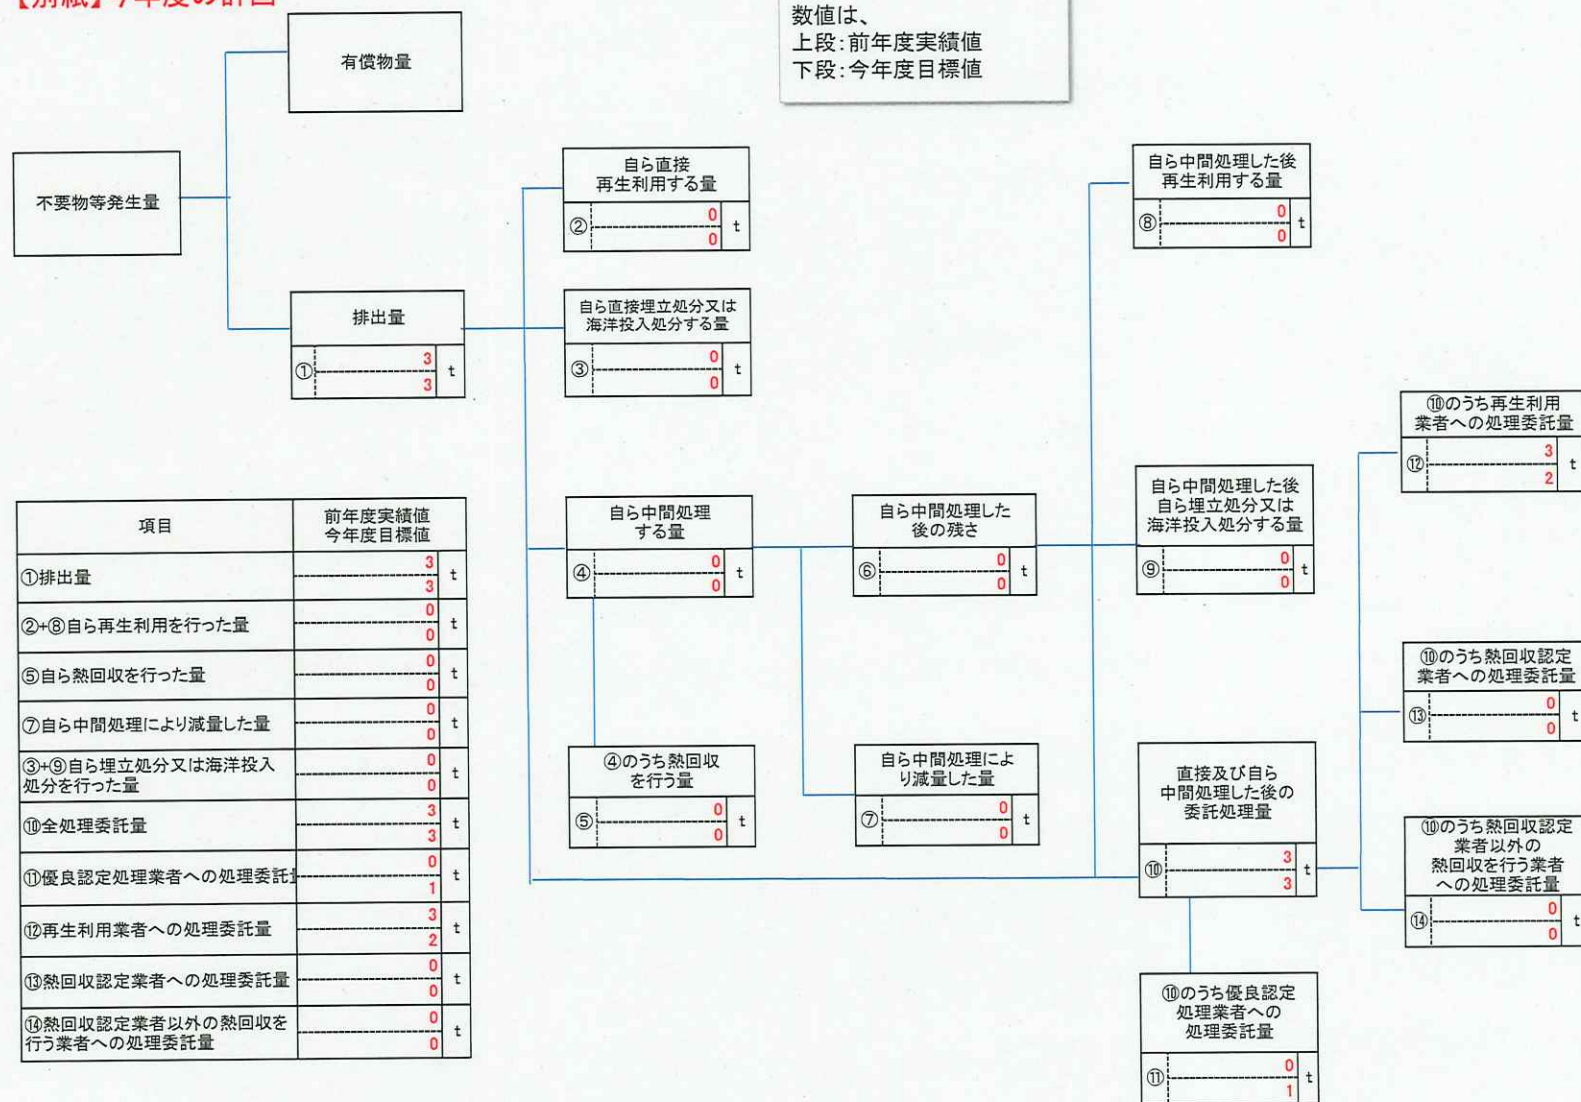 【別紙】今年度の計画
数値は、
上段:前年度実績値
下段:今年度目標値
有償物量
不要物等発生量
排出量
①
3
3
t
自ら直接
再生利用する量
②
0
0
t
自ら直接埋立処分又は
海洋投入処分する量
③
0
0
t
自ら中間処理
する量
④
0
0
t
④のうち熱回収
を行う量
⑤
0
0
t
自ら中間処理した
後の残さ
⑥
0
0
t
自ら中間処理によ
り減量した量
⑦
0
0
t
自ら中間処理した後
再生利用する量
⑧
0
0
t
自ら中間処理した後
自ら埋立処分又は
海洋投入処分する量
⑨
0
0
t
直接及び自ら
中間処理した後の
委託処理量
⑩
3
3
t
⑩のうち優良認定
処理業者への
処理委託量
⑪
0
1
t
⑩のうち再生利用
業者への処理委託量
⑫
3
2
t
⑩のうち熱回収認定
業者への処理委託量
⑬
0
0
t
⑩のうち熱回収認定
業者以外の
熱回収を行う業者
への処理委託量
⑭
0
0
t
項目
前年度実績値
今年度目標値
①排出量
3
3
t
②+⑧自ら再生利用を行った量
0
0
t
⑤自ら熱回収を行った量
0
0
t
⑦自ら中間処理により減量した量
0
0
t
③+⑨自ら埋立処分又は海洋投入
処分を行った量
0
0
t
⑩全処理委託量
3
3
t
⑪優良認定処理業者への処理委託
0
1
t
⑫再生利用業者への処理委託量
3
2
t
⑬熱回収認定業者への処理委託量
0
0
t
⑭熱回収認定業者以外の熱回収を
行う業者への処理委託量
0
0
t